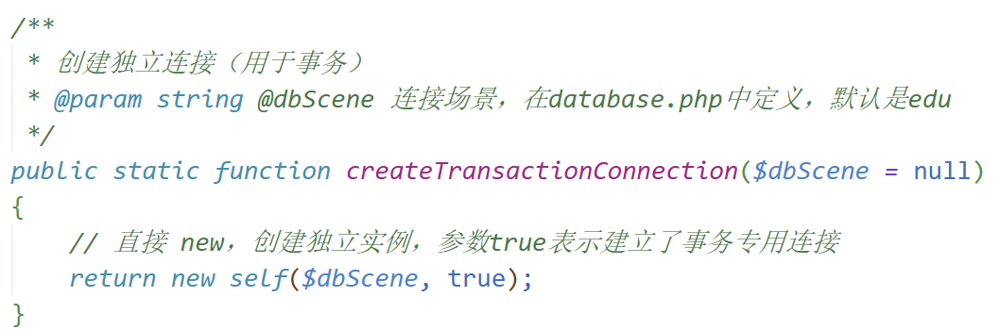 /**
 * 创建独立连接（用于事务）
 * @param string @dbScene 连接场景，在database.php中定义，默认是edu
 */
public static function createTransactionConnection($dbScene = null)
{
    // 直接 new，创建独立实例，参数true表示建立了事务专用连接
    return new self($dbScene, true);
}